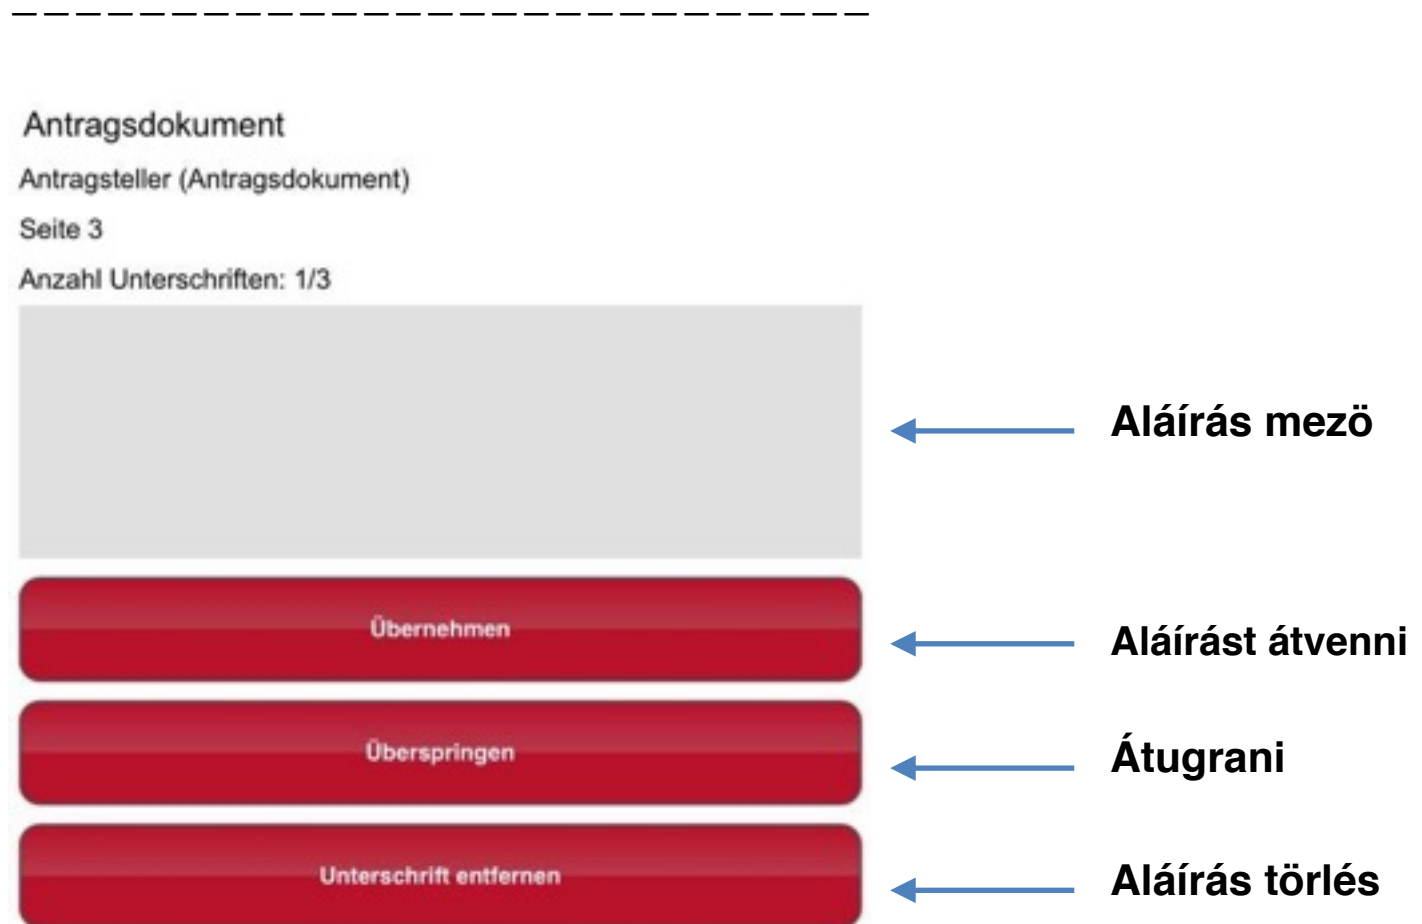 Antragsdokument
Antragsteller (Antragsdokument)
Seite 3
Anzahl Unterschriften: 1/3
Aláírás mezö
Übernehmen
Aláírást átvenni
Überspringen
Átugrani
Unterschrift entfernen
Aláírás törlés